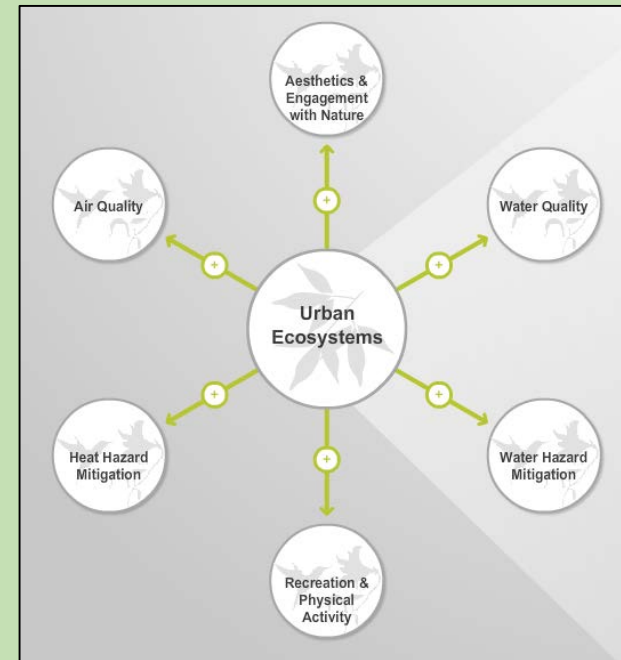 Aesthetics &
Engagement
with Nature
Air Quality
+
Water Quality
+
+
Urban
Ecosystems
+
+
Heat Hazard
Mitigation
+
Water Hazard
Mitigation
Recreation &
Physical
Activity